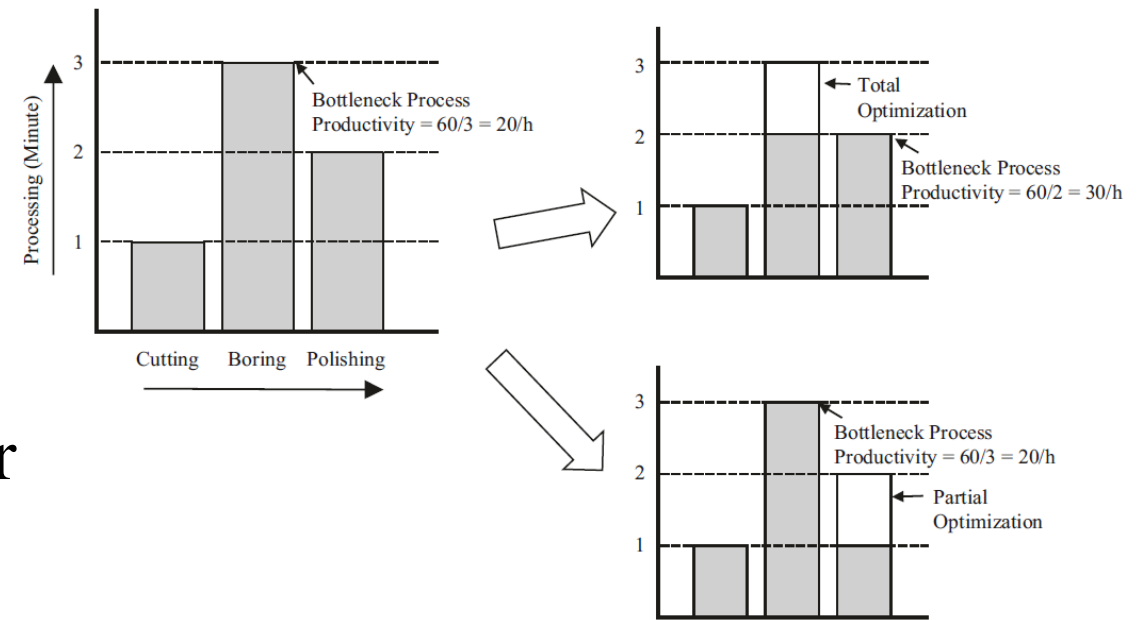 Processing (Minute)
3
2
1
Bottleneck Process
Productivity = 60/3 = 20/h
Cutting Boring Polishing
r
3
2
1
Total
Optimization
Bottleneck Process
Productivity = 60/2 = 30/h
3
2
1
Bottleneck Process
Productivity = 60/3 = 20/h
Partial
Optimization